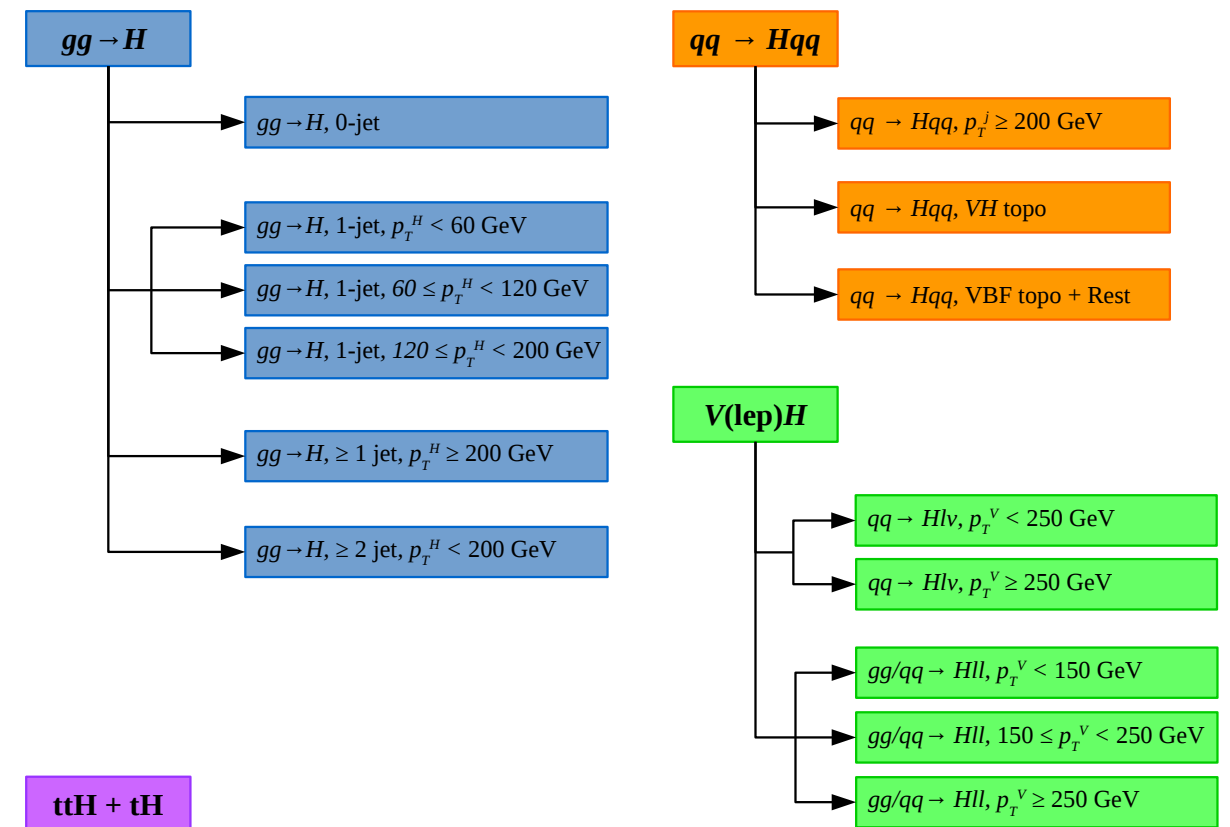 gg→H
gg→H, 0-jet
gg→H, 1-jet, p_T^H < 60 GeV
gg→H, 1-jet, 60 ≤ p_T^H < 120 GeV
gg→H, 1-jet, 120 ≤ p_T^H < 200 GeV
gg→H, ≥ 1 jet, p_T^H ≥ 200 GeV
gg→H, ≥ 2 jet, p_T^H < 200 GeV
ttH + tH
qq → Hqq
qq → Hqq, p_T^j ≥ 200 GeV
qq → Hqq, VH topo
qq → Hqq, VBF topo + Rest
V(lep)H
qq→ Hlν, p_T^V < 250 GeV
qq→ Hlν, p_T^V ≥ 250 GeV
gg/qq→ Hll, p_T^V < 150 GeV
gg/qq→ Hll, 150 ≤ p_T^V < 250 GeV
gg/qq→ Hll, p_T^V ≥ 250 GeV